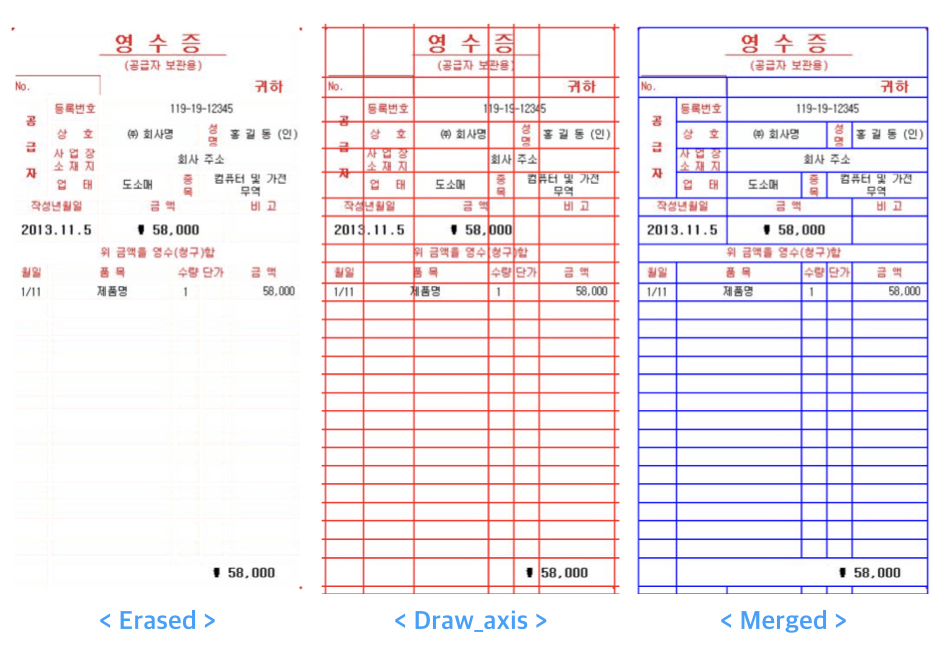 영 수 증
(공급자 보관용)
No. 귀하
공급자
등록번호 119-19-12345
상 호 ㈜ 회사명 성명 홍 길 동 (인)
사 업 장 소 재 지 회사 주소
업 태 도소매 종목 컴퓨터 및 가전 무역
작성년월일 금 액 비 고
2013.11.5 ₩ 58,000
위 금액을 영수(청구)함
월일 품 목 수량 단가 금 액
1/11 제품명 1 58,000
₩ 58,000
< Erased >
영 수 증
(공급자 보관용)
No. 귀하
공급자
등록번호 119-19-12345
상 호 ㈜ 회사명 성명 홍 길 동 (인)
사 업 장 소 재 지 회사 주소
업 태 도소매 종목 컴퓨터 및 가전 무역
작성년월일 금 액 비 고
2013.11.5 ₩ 58,000
위 금액을 영수(청구)함
월일 품 목 수량 단가 금 액
1/11 제품명 1 58,000
₩ 58,000
< Draw_axis >
영 수 증
(공급자 보관용)
No. 귀하
공급자
등록번호 119-19-12345
상 호 ㈜ 회사명 성명 홍 길 동 (인)
사 업 장 소 재 지 회사 주소
업 태 도소매 종목 컴퓨터 및 가전 무역
작성년월일 금 액 비 고
2013.11.5 ₩ 58,000
위 금액을 영수(청구)함
월일 품 목 수량 단가 금 액
1/11 제품명 1 58,000
₩ 58,000
< Merged >